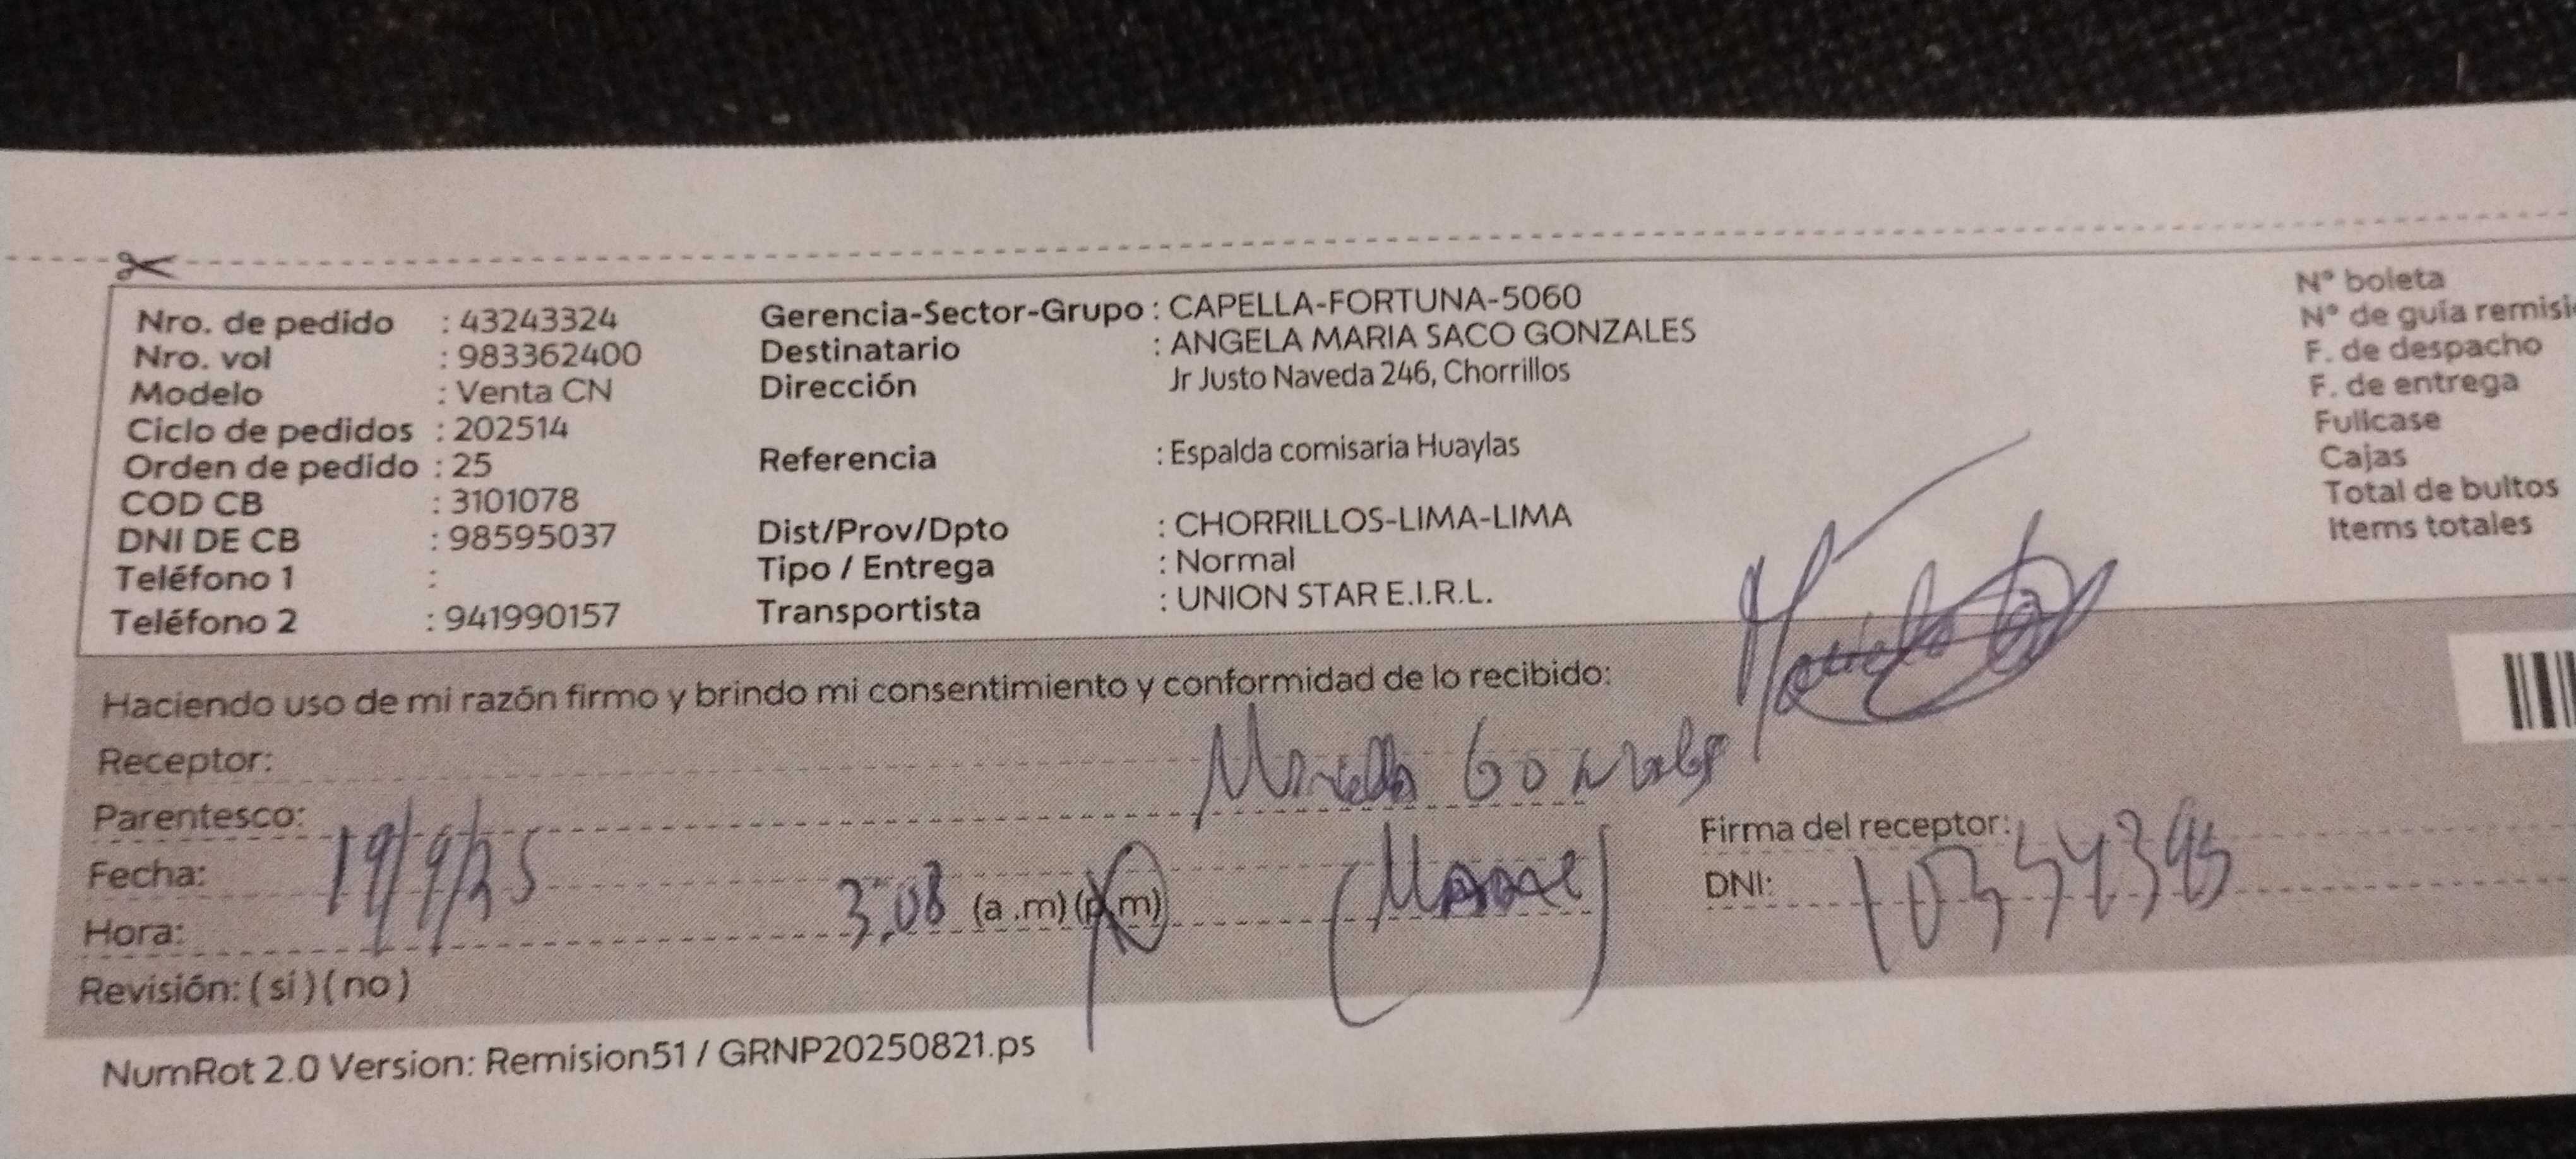 Nro. de pedido : 43243324
Nro. vol : 983362400
Modelo : Venta CN
Ciclo de pedidos : 202514
Orden de pedido : 25
COD CB : 3101078
DNI DE CB : 98595037
Teléfono 1 :
Teléfono 2 : 941990157
Gerencia-Sector-Grupo : CAPELLA-FORTUNA-5060
Destinatario : ANGELA MARIA SACO GONZALES
Dirección Jr Justo Naveda 246, Chorrillos
Referencia : Espalda comisaria Huaylas
Dist/Prov/Dpto : CHORRILLOS-LIMA-LIMA
Tipo / Entrega : Normal
Transportista : UNION STAR E.I.R.L.
N° boleta
N° de guía
F. de despacho
F. de entrega
Fullcase
Cajas
Total de bultos
Items totales
Haciendo uso de mi razón firmo y brindo mi consentimiento y conformidad de lo recibido:
Receptor:
Parentesco:
Fecha: 19/9/25
Hora: 3:08 (a .m) (p.m)
Revisión: ( sí ) ( no )
Firma del receptor:
DNI:
NumRot 2.0 Version: Remision51 / GRNP20250821.ps